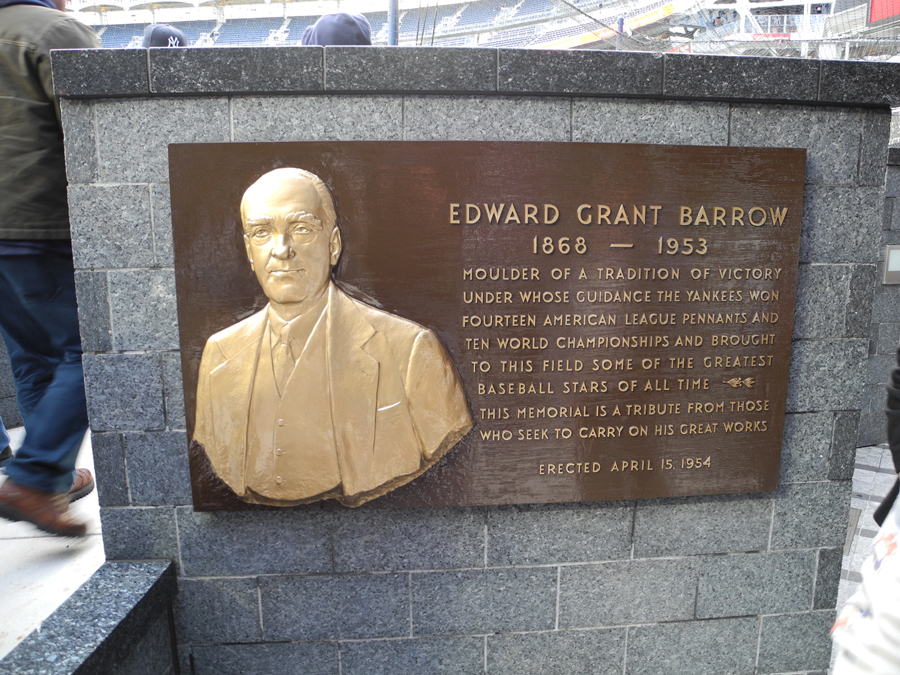 EDWARD GRANT BARROW
1868 — 1953
MOULDER OF A TRADITION OF VICTORY
UNDER WHOSE GUIDANCE THE YANKEES WON
FOURTEEN AMERICAN LEAGUE PENNANTS AND
TEN WORLD CHAMPIONSHIPS AND BROUGHT
TO THIS FIELD SOME OF THE GREATEST
BASEBALL STARS OF ALL TIME
THIS MEMORIAL IS A TRIBUTE FROM THOSE
WHO SEEK TO CARRY ON HIS GREAT WORKS
ERECTED APRIL 15, 1954